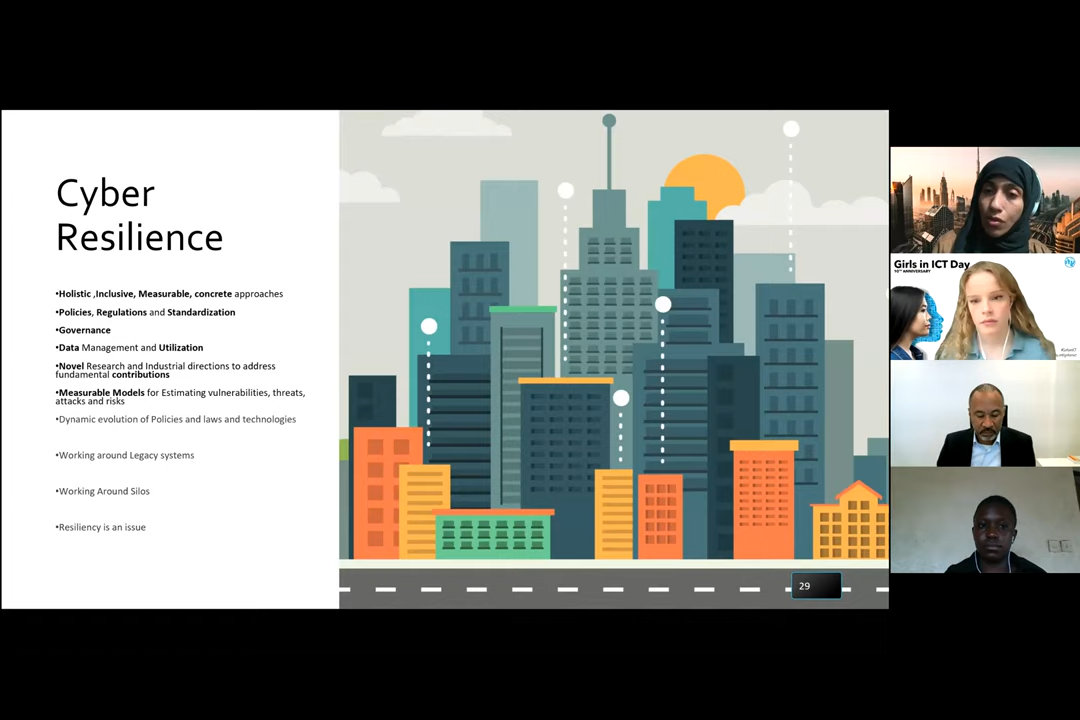 Cyber
Resilience
•Holistic ,Inclusive, Measurable, concrete approaches
•Policies, Regulations and Standardization
•Governance
•Data Management and Utilization
•Novel Research and Industrial directions to address
fundamental contributions
•Measurable Models for Estimating vulnerabilities, threats,
attacks and risks
•Dynamic evolution of Policies and laws and technologies
•Working around Legacy systems
•Working Around Silos
•Resiliency is an issue
29
Girls in ICT Day
10TH ANNIVERSARY